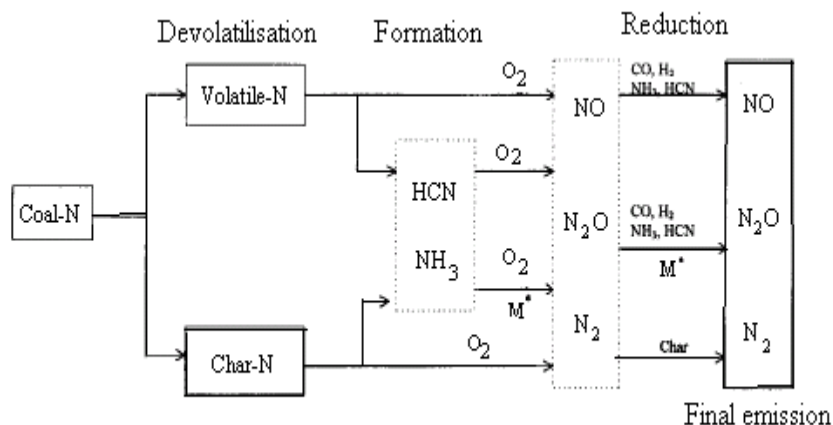 Devolatilisation Formation Reduction
O₂
CO, H₂
NH₃, HCN
Volatile-N
NO
NO
O₂
HCN
Coal-N
N₂O
CO, H₂
NH₃, HCN
N₂O
NH₃
O₂
M*
M*
N₂
N₂
Char-N
O₂
Char
Final emission